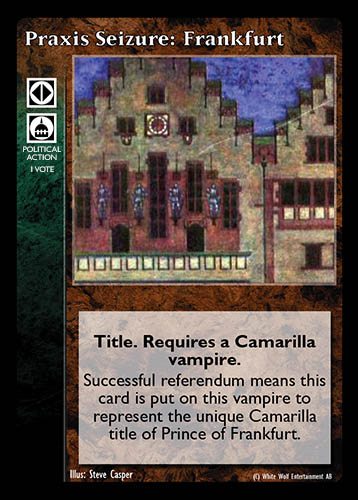 Praxis Seizure: Frankfurt
POLITICAL
ACTION
1 VOTE
Title. Requires a Camarilla
vampire.
Successful referendum means this
card is put on this vampire to
represent the unique Camarilla
title of Prince of Frankfurt.
Illus: Steve Casper
(C) White Wolf Entertainment AB